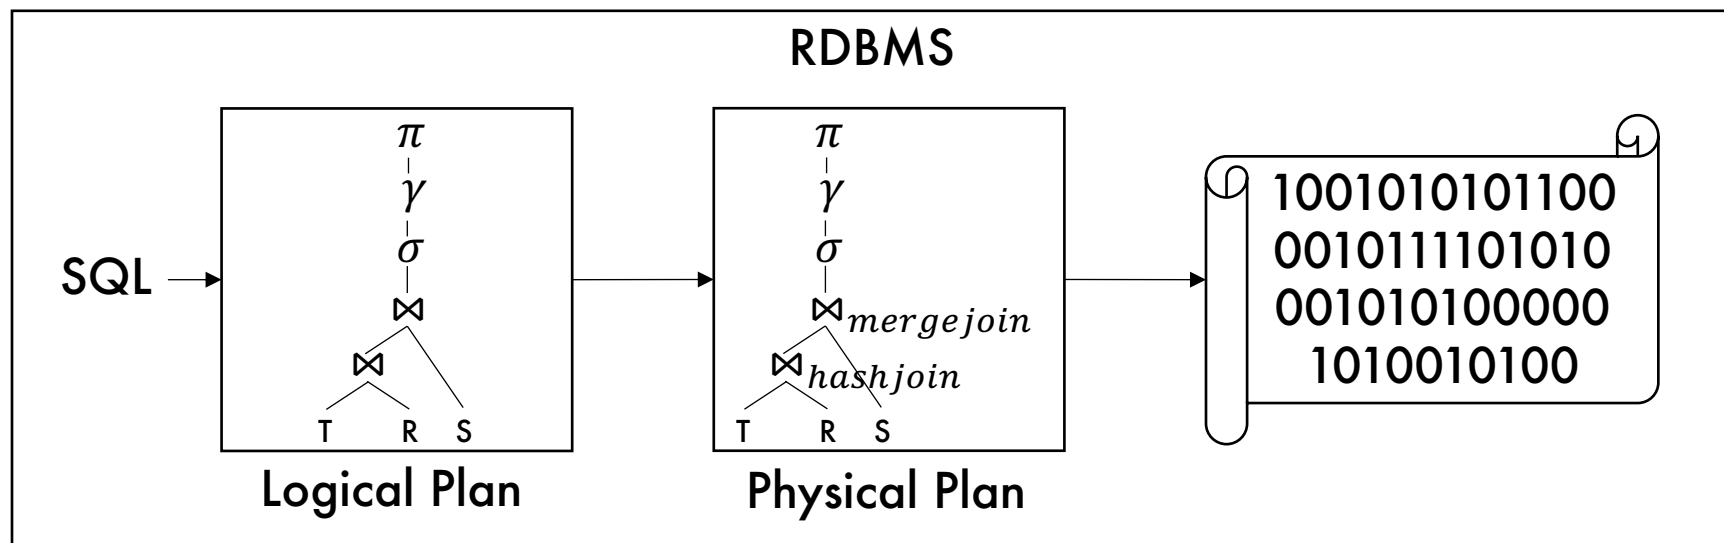 RDBMS
SQL
π
γ
σ
⋈
⋈
T R S
Logical Plan
π
γ
σ
⋈mergejoin
⋈hashjoin
T R S
Physical Plan
1001010101100
0010111101010
001010100000
1010010100